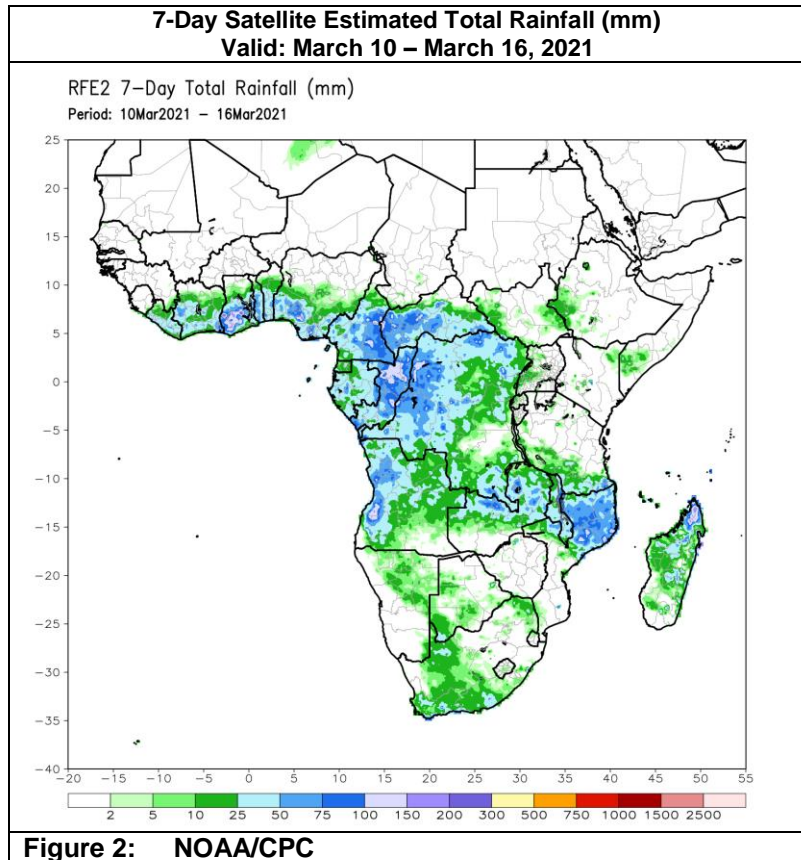 7-Day Satellite Estimated Total Rainfall (mm)
Valid: March 10 – March 16, 2021
RFE2 7-Day Total Rainfall (mm)
Period: 10Mar2021 – 16Mar2021
25
20
15
10
5
0
−5
−10
−15
−20
−25
−30
−35
−40
−20 −15 −10 −5 0 5 10 15 20 25 30 35 40 45 50 55
2 5 10 25 50 75 100 150 200 300 500 750 1000 1500 2500
Figure 2: NOAA/CPC